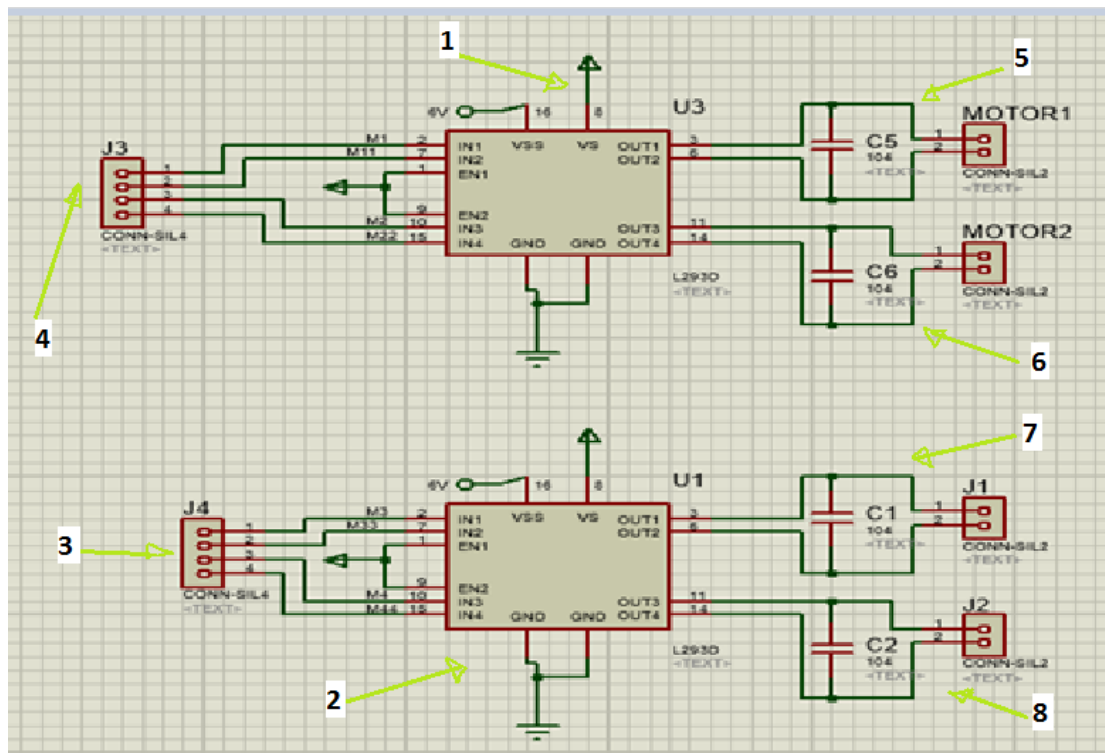 1
5
U3
MOTOR1
6V
16
8
M1
2
IN1
VSS
VS
OUT1
3
1
C5
J3
M11
7
IN2
OUT2
6
2
104
1
1
EN1
CONN-SIL2
2
<TEXT>
<TEXT>
3
9
EN2
4
M2
10
IN3
OUT3
11
MOTOR2
CONN-SIL4
M22
15
IN4
GND
GND
OUT4
14
1
<TEXT>
C6
2
L293D
104
CONN-SIL2
<TEXT>
<TEXT>
<TEXT>
4
6
7
U1
J1
6V
16
8
J4
M3
2
IN1
VSS
VS
OUT1
3
1
C1
1
M33
7
IN2
OUT2
6
2
104
3
2
1
EN1
CONN-SIL2
3
<TEXT>
<TEXT>
4
9
EN2
CONN-SIL4
M4
10
IN3
OUT3
11
J2
<TEXT>
M44
15
IN4
GND
GND
OUT4
14
1
C2
2
L293D
104
CONN-SIL2
<TEXT>
<TEXT>
<TEXT>
2
8